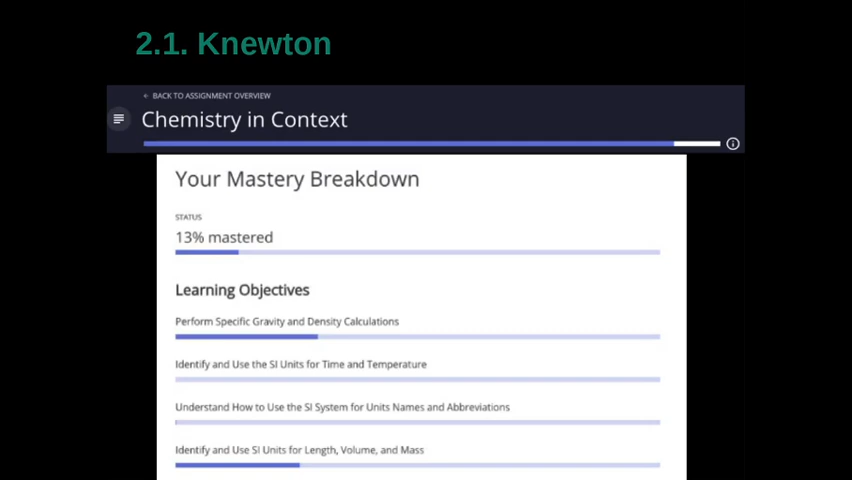 2.1. Knewton
BACK TO ASSIGNMENT OVERVIEW
Chemistry in Context
Your Mastery Breakdown
STATUS
13% mastered
Learning Objectives
Perform Specific Gravity and Density Calculations
Identify and Use the SI Units for Time and Temperature
Understand How to Use the SI System for Units Names and Abbreviations
Identify and Use SI Units for Length, Volume, and Mass